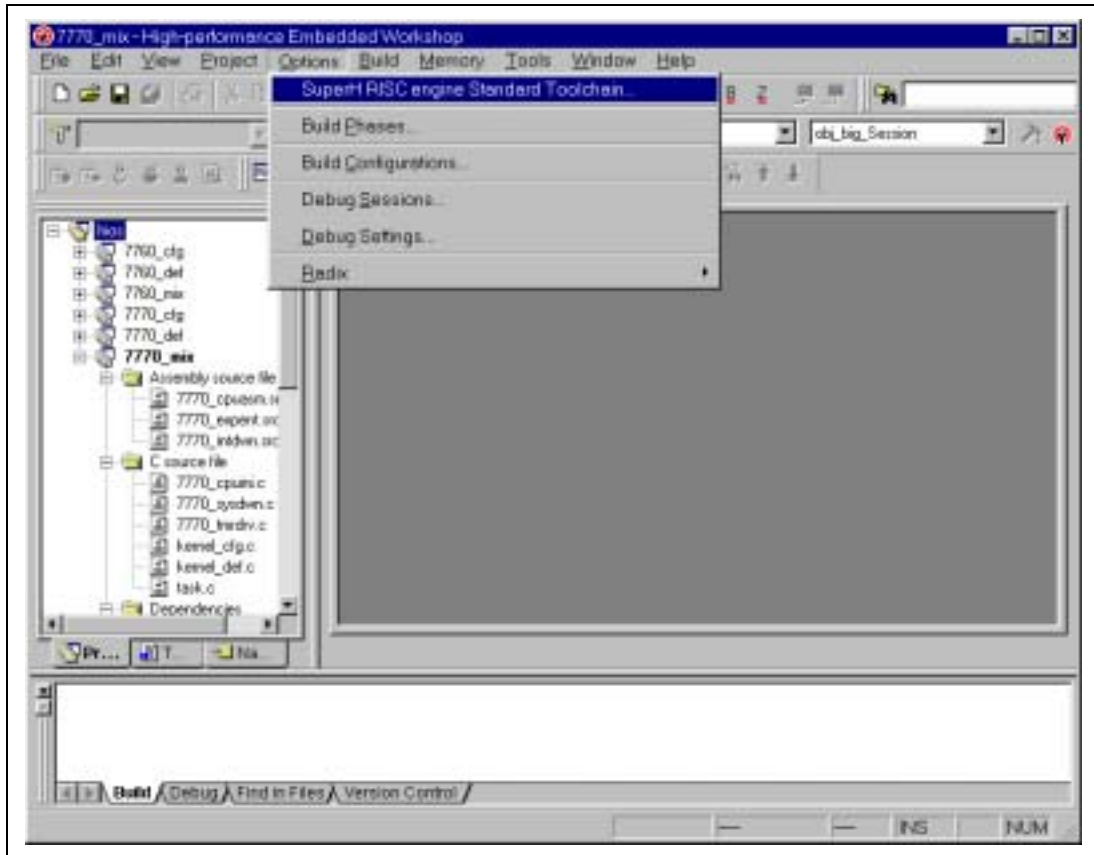 7770_mix - High-performance Embedded Workshop
File Edit View Project Options Build Memory Tools Window Help
SuperH RISC engine Standard Toolchain...
Build Phases...
obj_big_Session
Build Configurations...
Debug Sessions...
Debug Settings...
Radix
hios
7760_cfg
7760_def
7760_mix
7770_cfg
7770_def
7770_mix
Assembly source file
7770_cpuasm.s
7770_expent.src
7770_intdwn.src
C source file
7770_cpuini.c
7770_sysdwn.c
7770_tmrdrv.c
kernel_cfg.c
kernel_def.c
task.c
Dependencies
Pr... T... Na...
Build Debug Find in Files Version Control
INS NUM